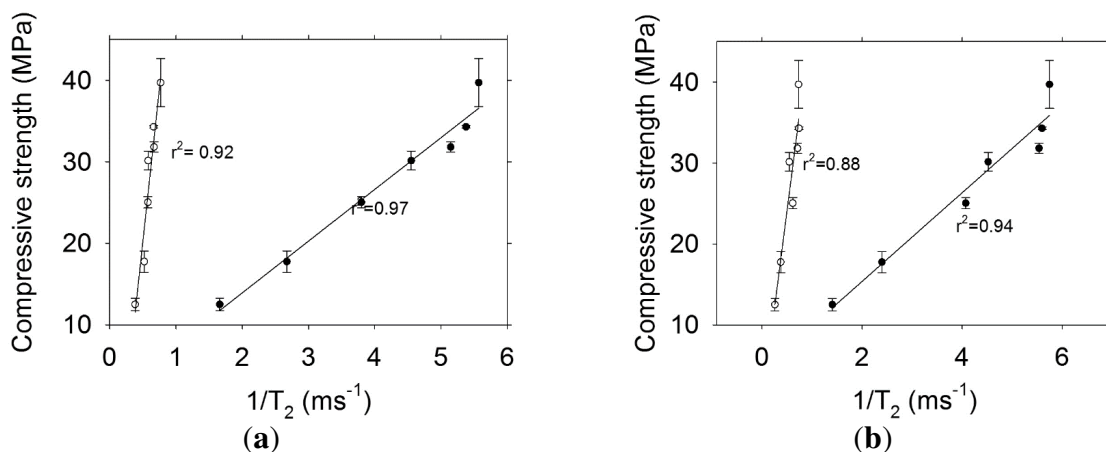 Compressive strength (MPa)
40
30
20
10
r²= 0.92
r²=0.97
0 1 2 3 4 5 6
1/T₂ (ms⁻¹)
(a)
Compressive strength (MPa)
40
30
20
10
r²=0.88
r²=0.94
0 2 4 6
1/T₂ (ms⁻¹)
(b)